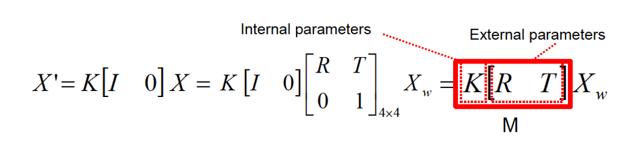 Internal parameters
External parameters
X'= K[I 0] X = K [I 0] [R T
0 1]4×4 Xw = K[R T] Xw
M